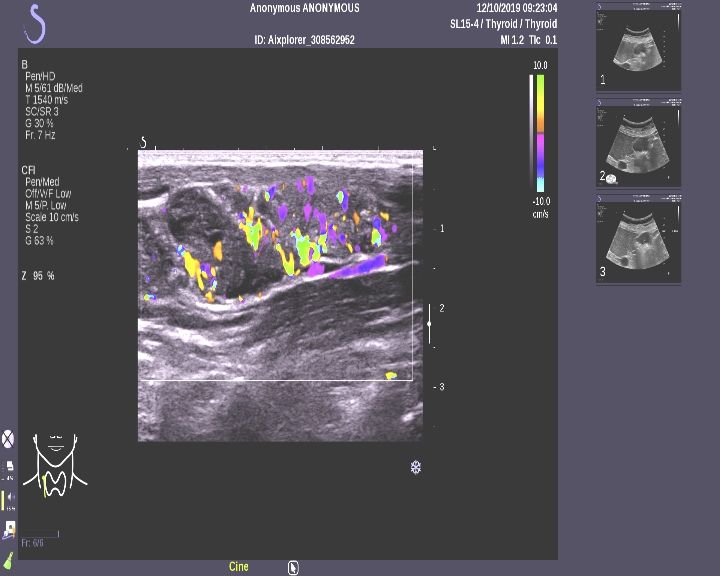 Anonymous ANONYMOUS
12/10/2019 09:23:04
SL15-4 / Thyroid / Thyroid
ID: Aixplorer_308562952
MI 1.2 TIc 0.1
B
Pen/HD
M 5/61 dB/Med
T 1540 m/s
SC/SR 3
G 30 %
Fr. 7 Hz
CFI
Pen/Med
Off/WF Low
M 5/P. Low
Scale 10 cm/s
S 2
G 63 %
Z 95 %
10.0
-10.0
cm/s
S
1
2
3
1
2
3
Fr: 6/6
Cine